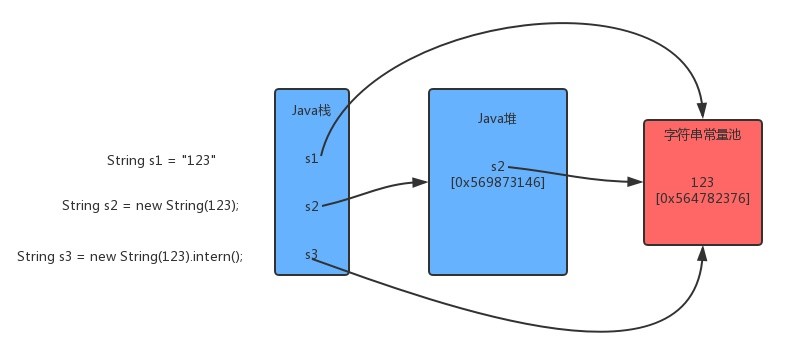 String s1 = "123"
String s2 = new String(123);
String s3 = new String(123).intern();
Java栈
s1
s2
s3
Java堆
s2
[0x569873146]
字符串常量池
123
[0x564782376]